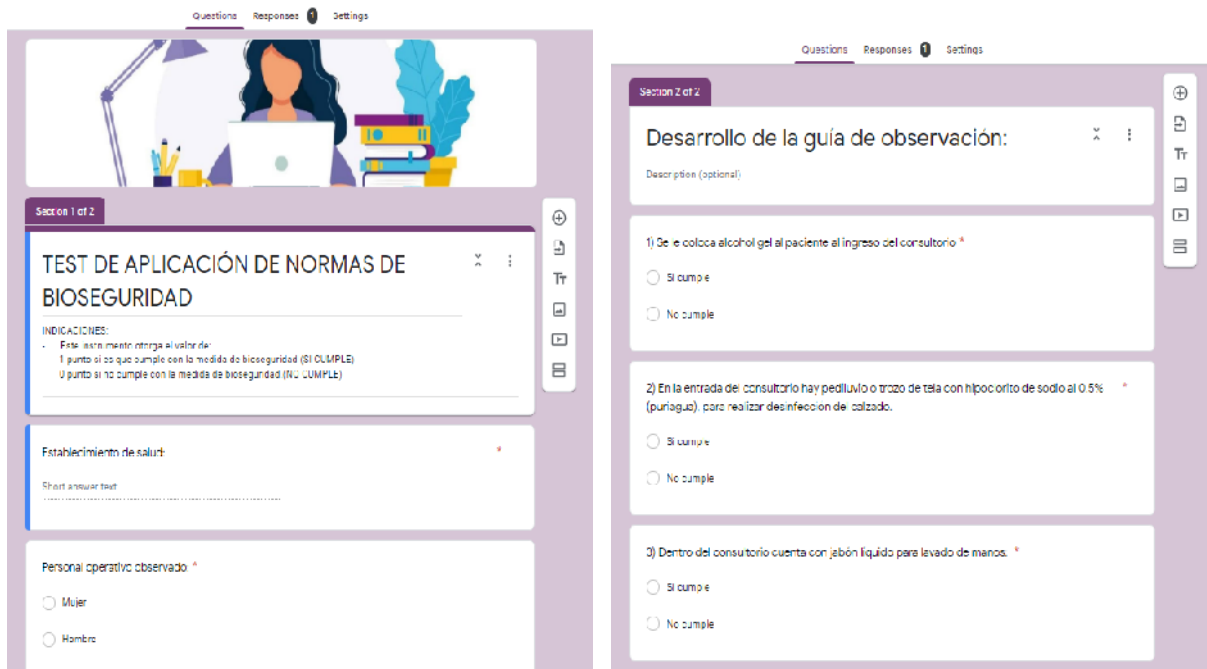 Questions Responses 1 Settings
Section 1 of 2
TEST DE APLICACIÓN DE NORMAS DE
BIOSEGURIDAD
INDICACIONES:
- Este instrumento otorga el valor de:
1 punto si es que cumple con la medida de bioseguridad (SI CUMPLE)
0 punto si no cumple con la medida de bioseguridad (NO CUMPLE)
Establecimiento de salud: *
Short answer text
Personal operativo observado: *
Mujer
Hombre
Questions Responses 1 Settings
Section 2 of 2
Desarrollo de la guía de observación:
Description (optional)
1) Se le coloca alcohol gel al paciente al ingreso del consultorio *
Si cumple
No cumple
2) En la entrada del consultorio hay pediluvio o trozo de tela con hipoclorito de sodio al 0.5% *
(puriagua), para realizar desinfección del calzado.
Si cumple
No cumple
3) Dentro del consultorio cuenta con jabón líquido para lavado de manos. *
Si cumple
No cumple